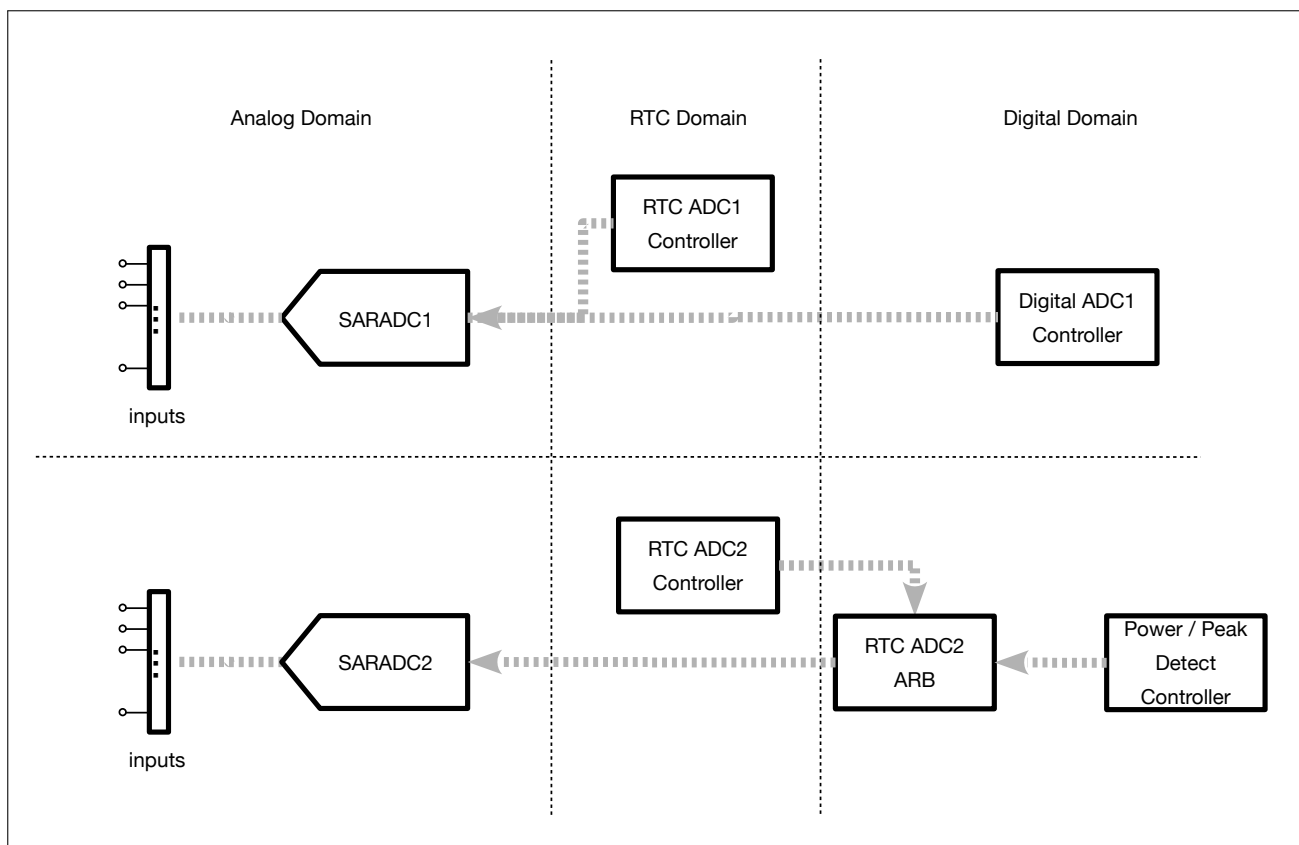 Analog Domain
RTC Domain
Digital Domain
RTC ADC1
Controller
SARADC1
Digital ADC1
Controller
inputs
RTC ADC2
Controller
SARADC2
RTC ADC2
ARB
Power / Peak
Detect
Controller
inputs